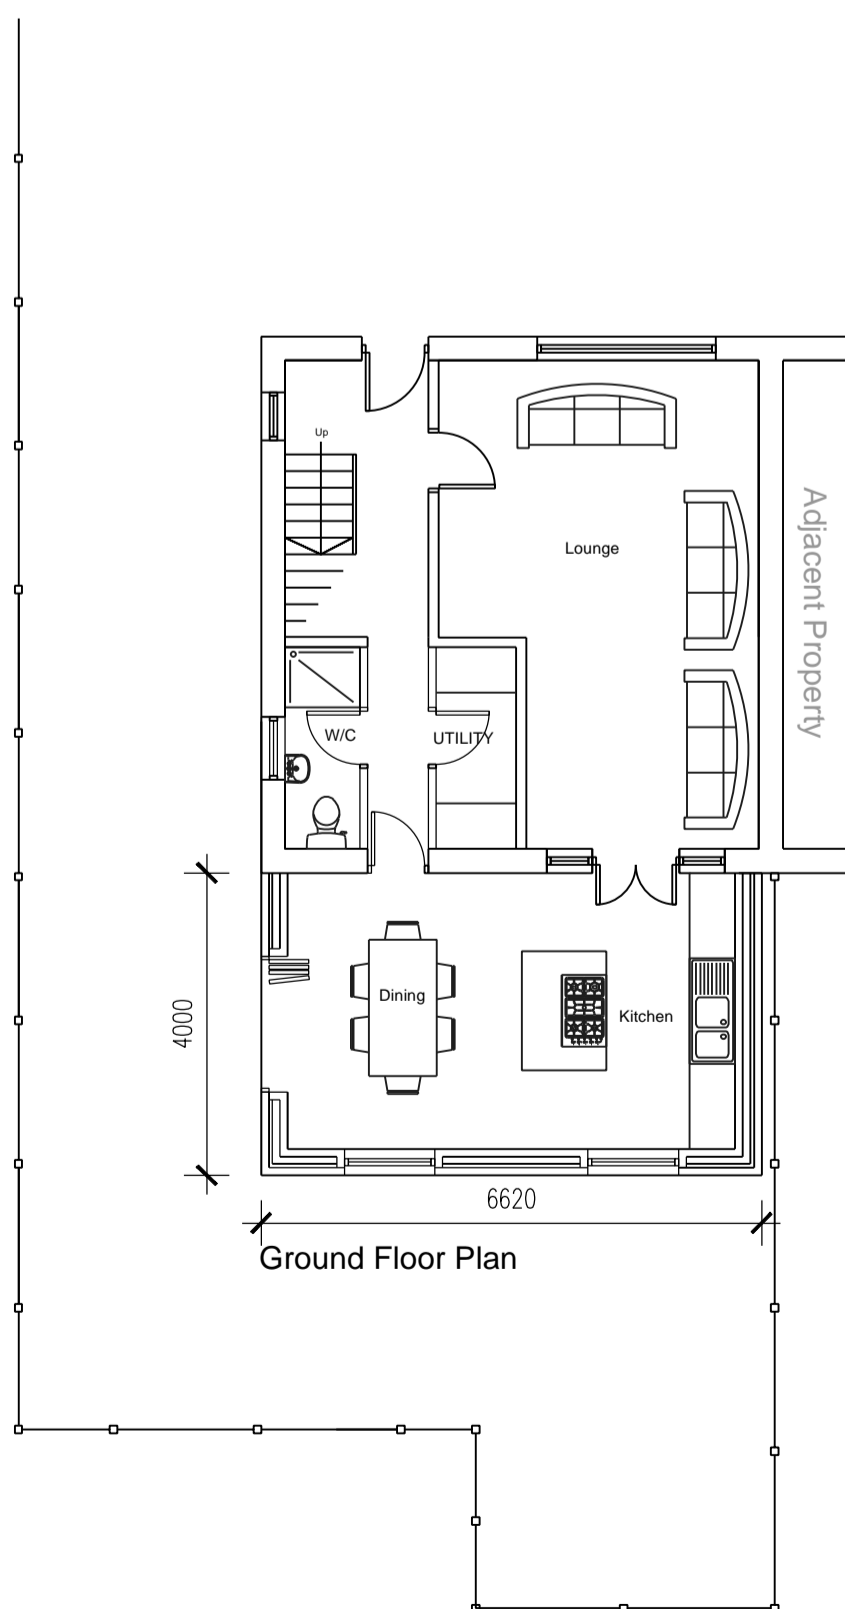 Up
Lounge
Adjacent Property
W/C
UTILITY
Dining
Kitchen
4000
6620
Ground Floor Plan